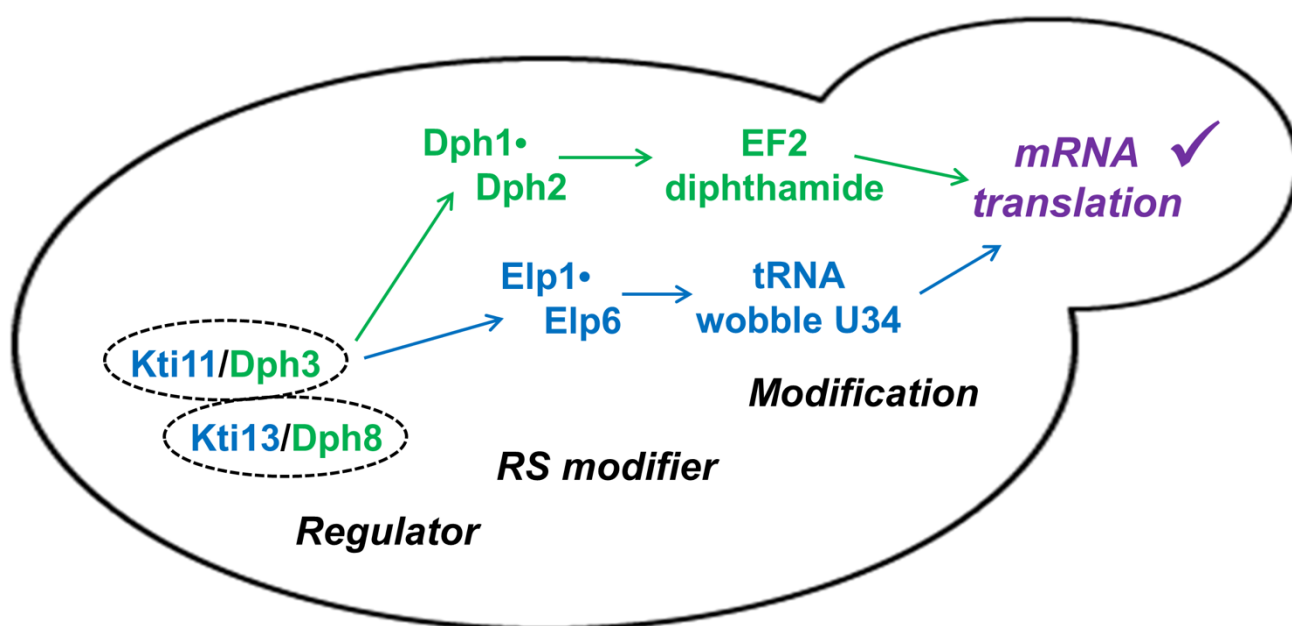 Dph1•
Dph2
EF2
diphthamide
mRNA ✓
translation
Elp1•
Elp6
tRNA
wobble U34
Kti11/Dph3
Kti13/Dph8
Modification
RS modifier
Regulator